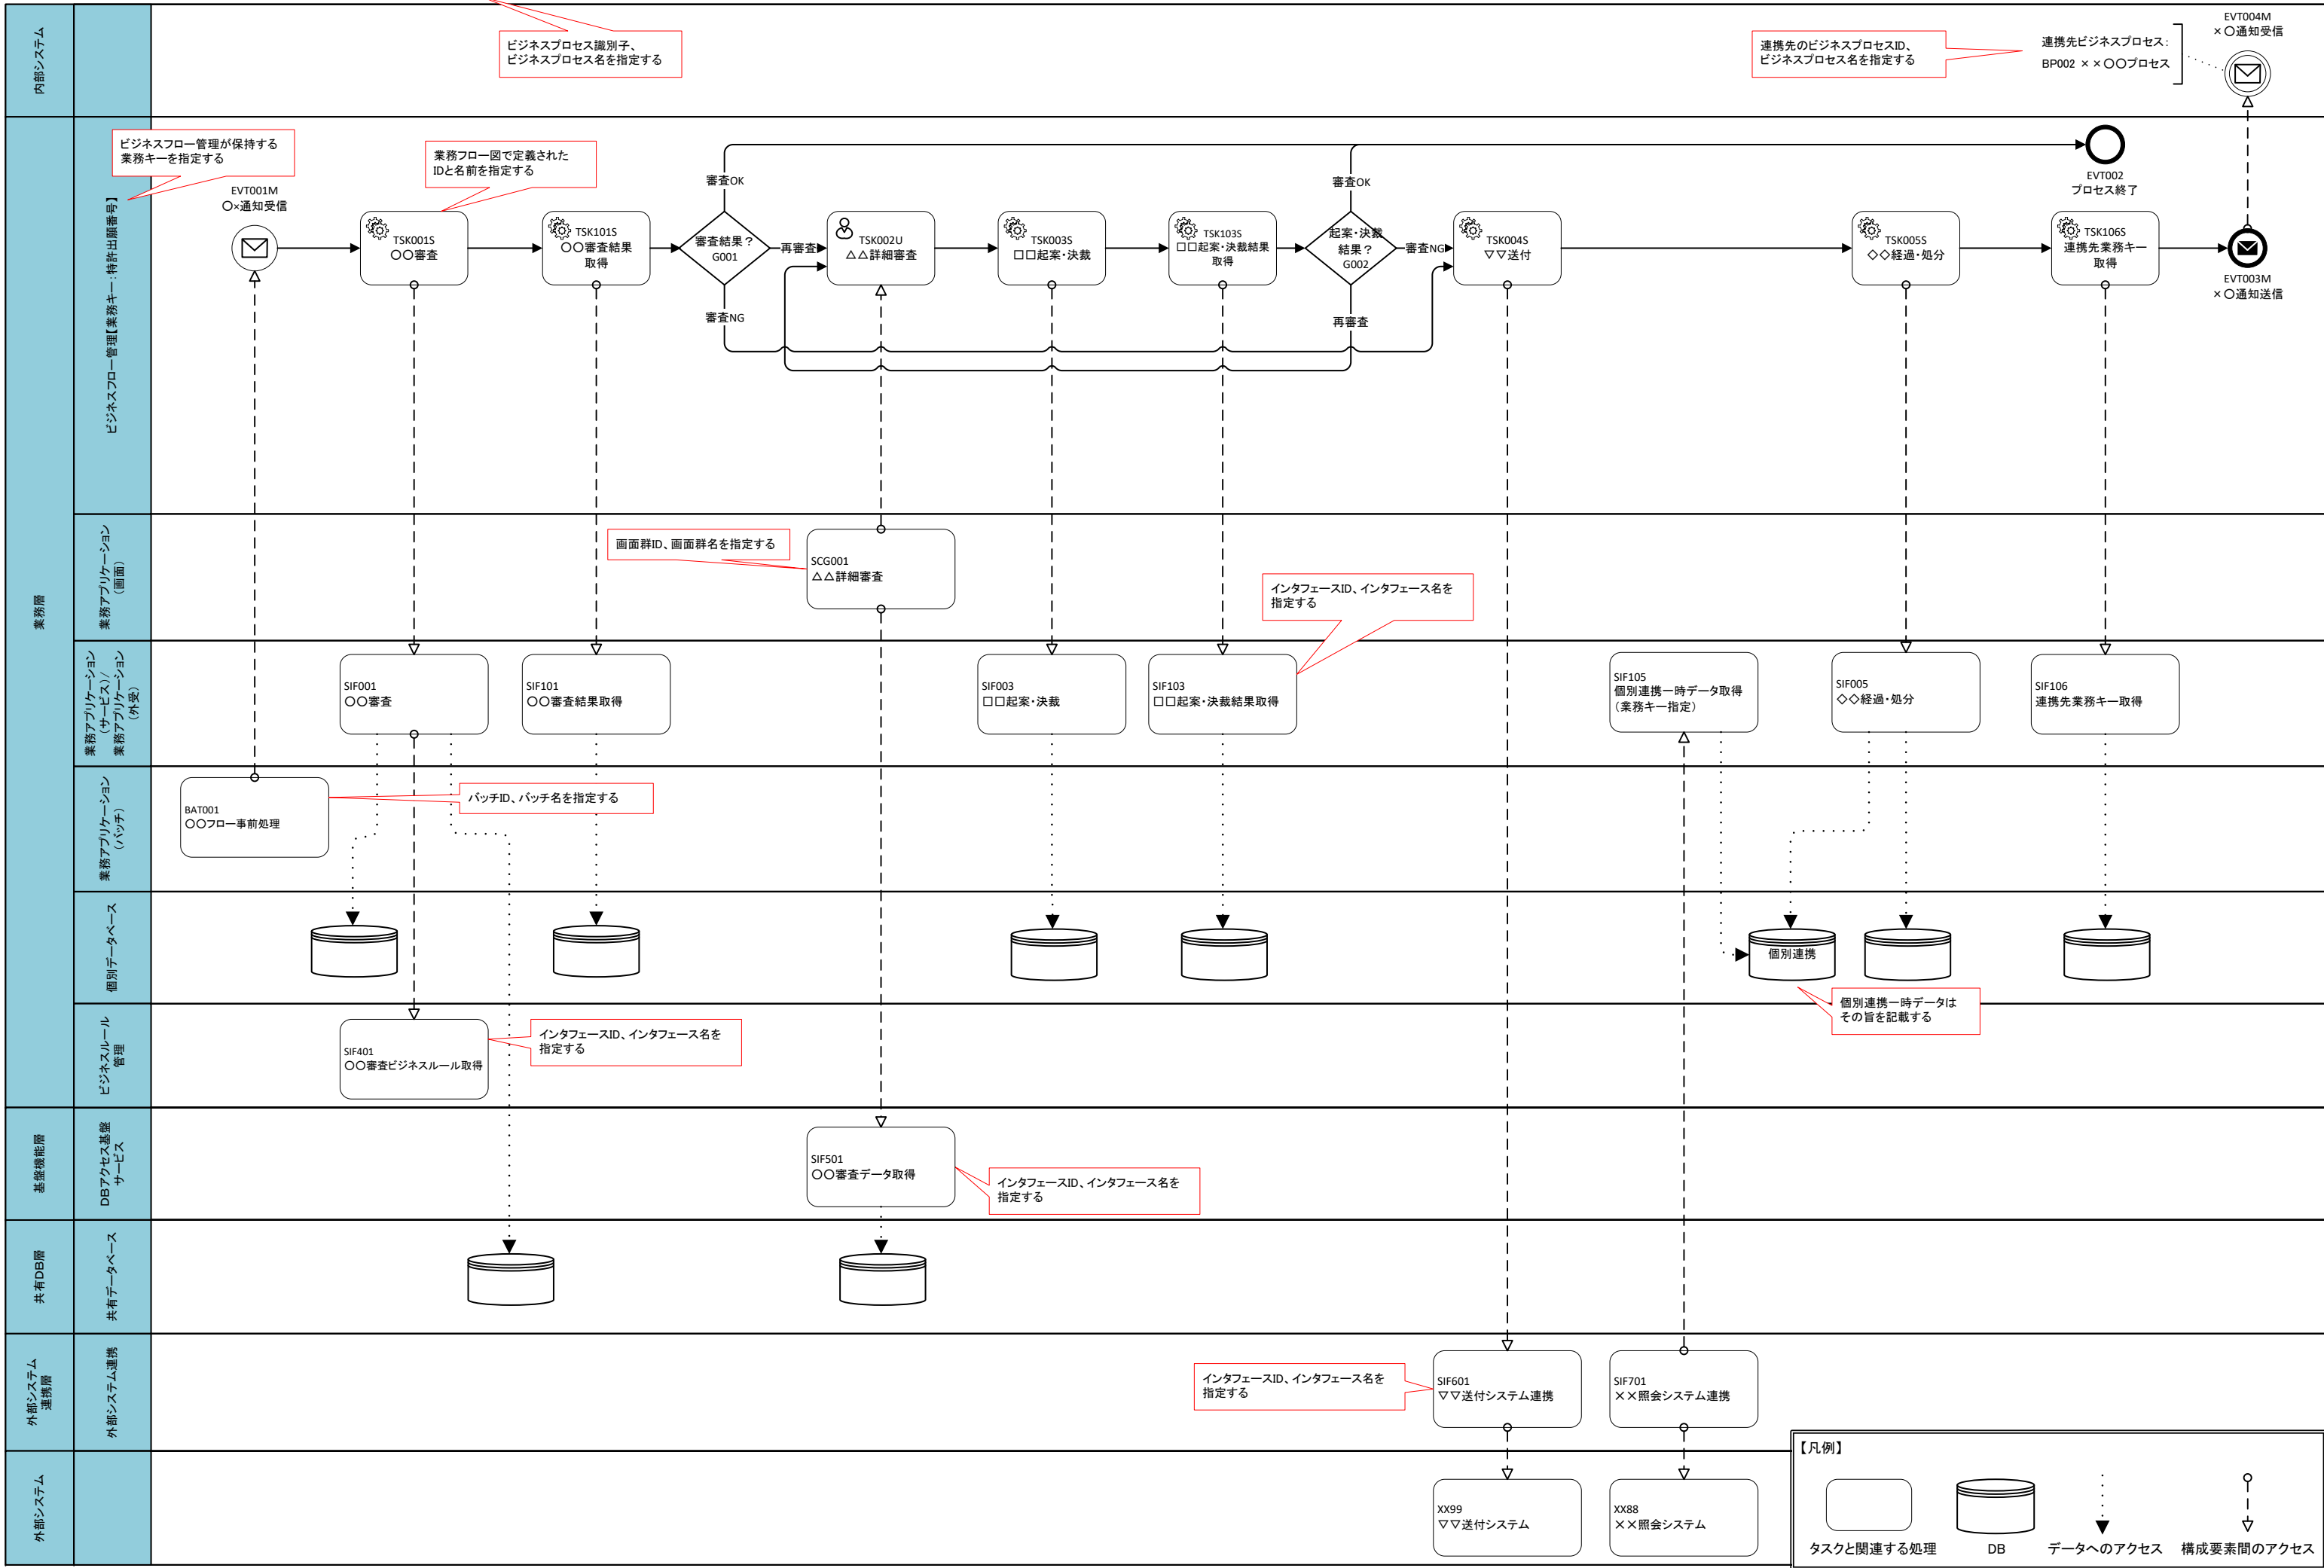 内部システム
ビジネスプロセス識別子、
ビジネスプロセス名を指定する
連携先のビジネスプロセスID、
ビジネスプロセス名を指定する
連携先ビジネスプロセス:
BP002 ××〇〇プロセス
EVT004M
×〇通知受信
業務層
ビジネスフロー管理【業務キー:特許出願番号】
ビジネスフロー管理が保持する
業務キーを指定する
業務フロー図で定義された
IDと名前を指定する
EVT001M
〇×通知受信
TSK001S
〇〇審査
TSK101S
〇〇審査結果
取得
審査OK
審査結果?
G001
審査NG
再審査
TSK002U
△△詳細審査
TSK003S
□□起案・決裁
TSK103S
□□起案・決裁結果
取得
審査OK
起案・決裁
結果?
G002
再審査
審査NG
TSK004S
▽▽送付
TSK005S
◇◇経過・処分
TSK106S
連携先業務キー
取得
EVT002
プロセス終了
EVT003M
×〇通知送信
業務アプリケーション
(画面)
画面群ID、画面群名を指定する
SCG001
△△詳細審査
インタフェースID、インタフェース名を
指定する
業務アプリケーション
(サービス)/
業務アプリケーション
(外受)
SIF001
〇〇審査
SIF101
〇〇審査結果取得
SIF003
□□起案・決裁
SIF103
□□起案・決裁結果取得
SIF105
個別連携一時データ取得
(業務キー指定)
SIF005
◇◇経過・処分
SIF106
連携先業務キー取得
業務アプリケーション
(バッチ)
BAT001
〇〇フロー事前処理
バッチID、バッチ名を指定する
個別データベース
個別連携
個別連携一時データは
その旨を記載する
ビジネスルール
管理
SIF401
〇〇審査ビジネスルール取得
インタフェースID、インタフェース名を
指定する
基盤機能層
DBアクセス基盤
サービス
SIF501
〇〇審査データ取得
インタフェースID、インタフェース名を
指定する
共有DB層
共有データベース
外部システム
連携層
外部システム連携
インタフェースID、インタフェース名を
指定する
SIF601
▽▽送付システム連携
SIF701
××照会システム連携
外部システム
XX99
▽▽送付システム
XX88
××照会システム
【凡例】
タスクと関連する処理
DB
データへのアクセス
構成要素間のアクセス